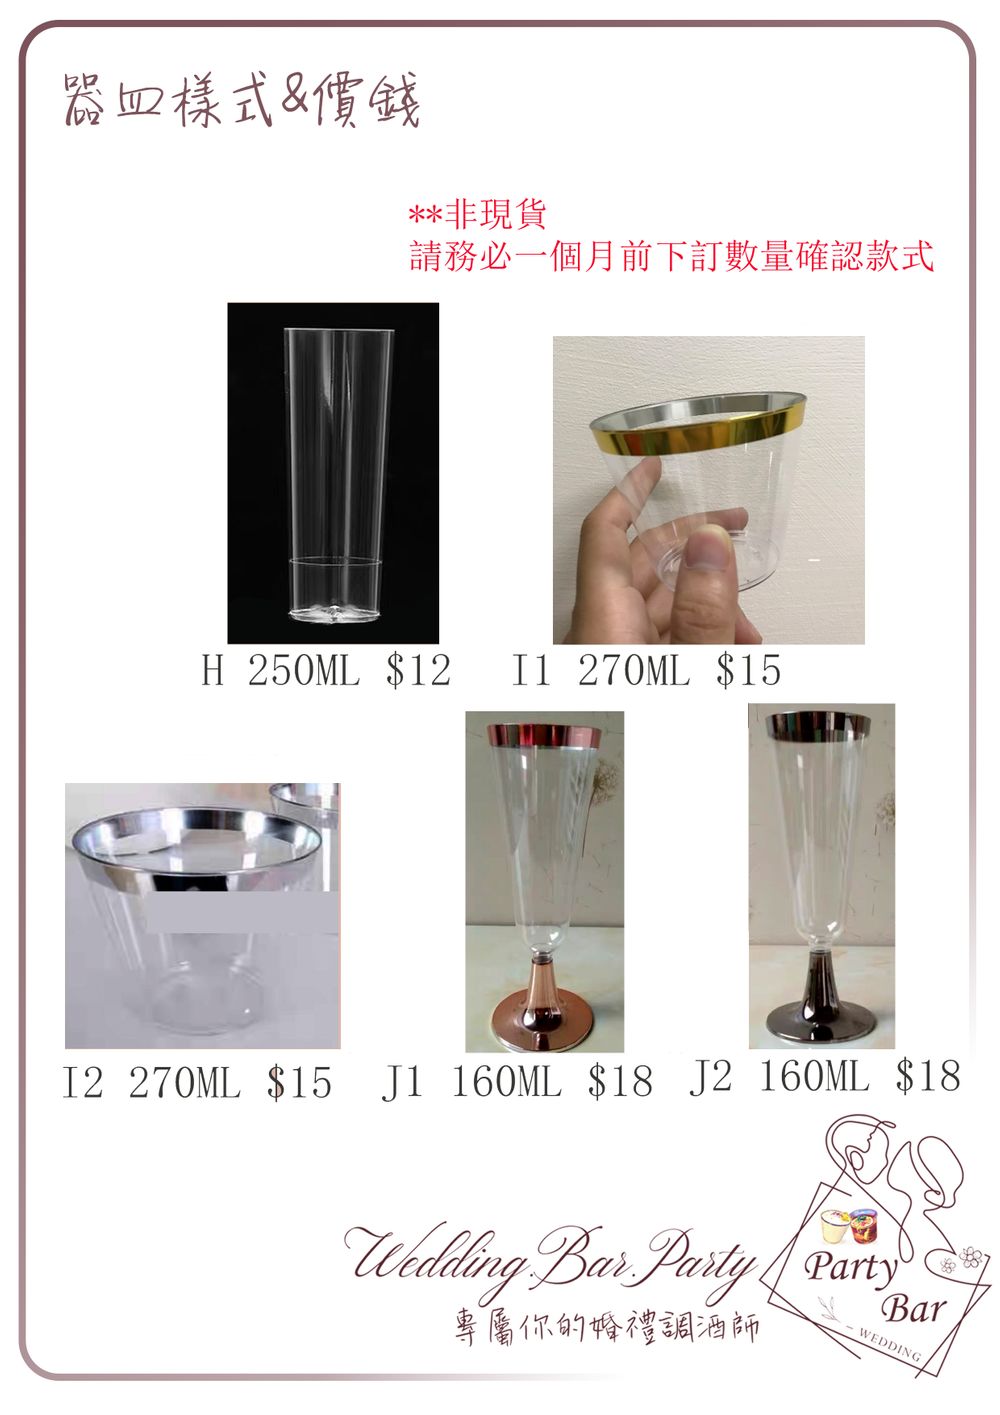 器皿樣式&價錢
**非現貨
請務必一個月前下訂數量確認款式
H 250ML $12
I1 270ML $15
I2 270ML $15
J1 160ML $18
J2 160ML $18
Wedding.Bar.Party
專屬你的婚禮調酒師
Party
Bar
WEDDING